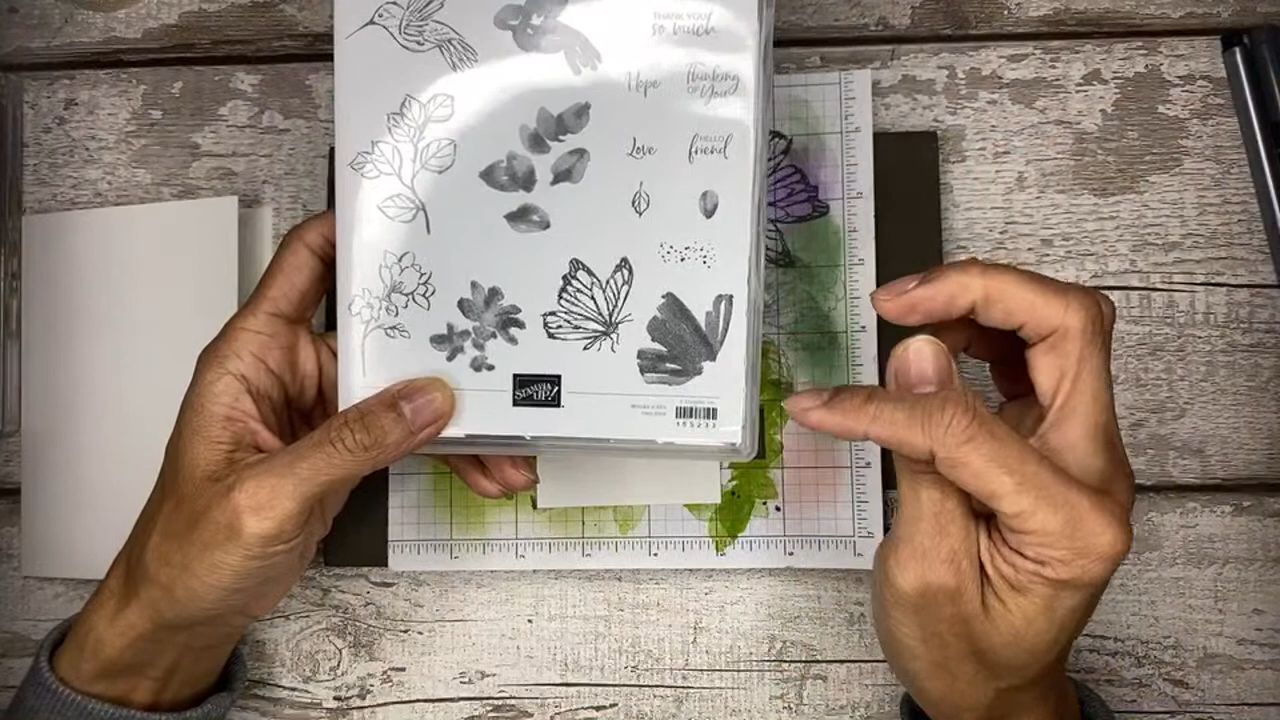 THANK YOU
so much
Hope
Thinking
OF You
Love
HELLO
friend
STAMPIN'
UP!